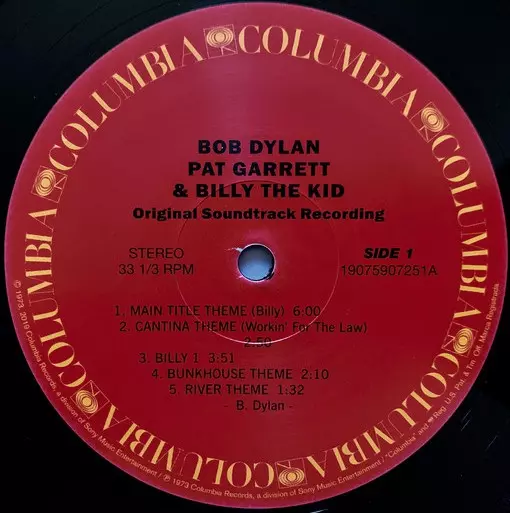 COLUMBIA COLUMBIA COLUMBIA COLUMBIA COLUMBIA COLUMBIA
BOB DYLAN
PAT GARRETT
& BILLY THE KID
Original Soundtrack Recording
STEREO
33 1/3 RPM
SIDE 1
19075907251A
1. MAIN TITLE THEME (Billy) 6:00
2. CANTINA THEME (Workin' For The Law)
2:50
3. BILLY 1 3:51
4. BUNKHOUSE THEME 2:10
5. RIVER THEME 1:32
- B. Dylan -
© 1973, 2019 Columbia Records, a division of Sony Music Entertainment / ℗ 1973 Columbia Records, a division of Sony Music Entertainment / "Columbia" and Reg. U.S. Pat. & Tm. Off. Marca Registrada